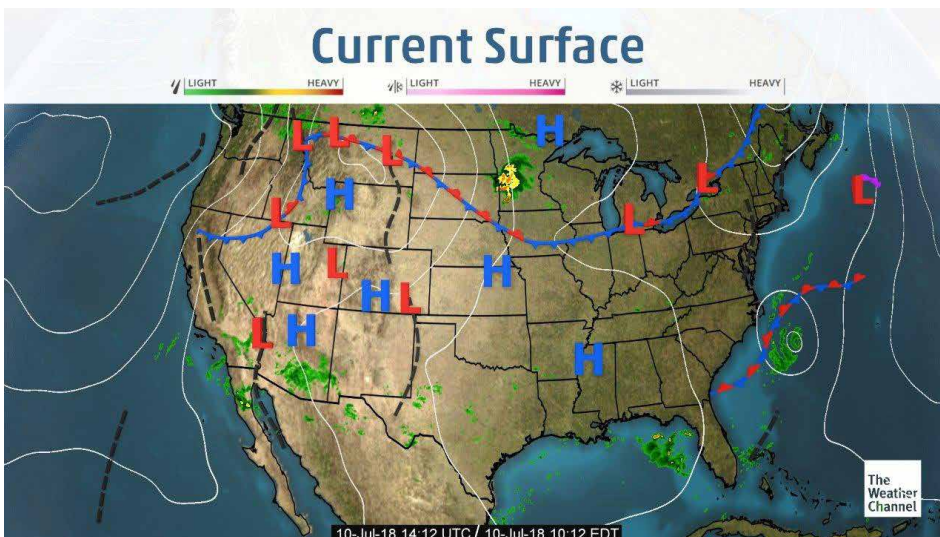 Current Surface
LIGHT HEAVY LIGHT HEAVY LIGHT HEAVY
L L L H
H L
L L L
H L H H
L H L
H
The
Weather
Channel
10-Jul-18 14:12 UTC / 10-Jul-18 10:12 EDT